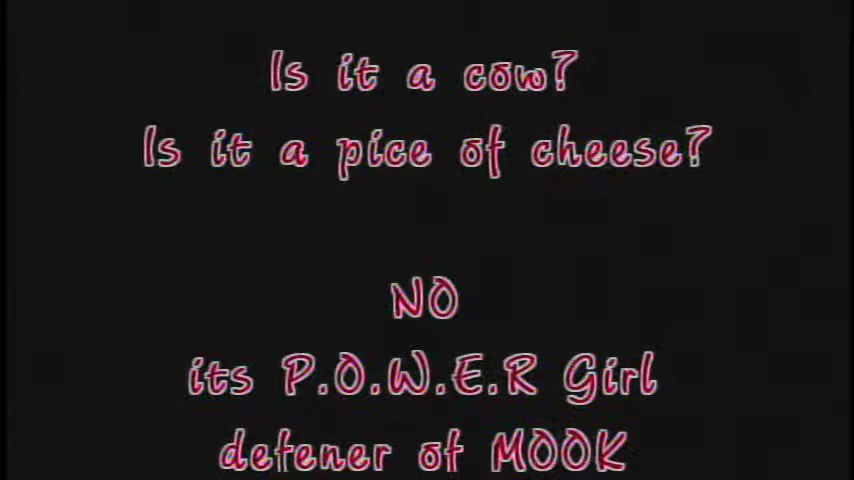 Is it a cow?
Is it a pice of cheese?
NO
its P.O.W.E.R Girl
defener of MOOK